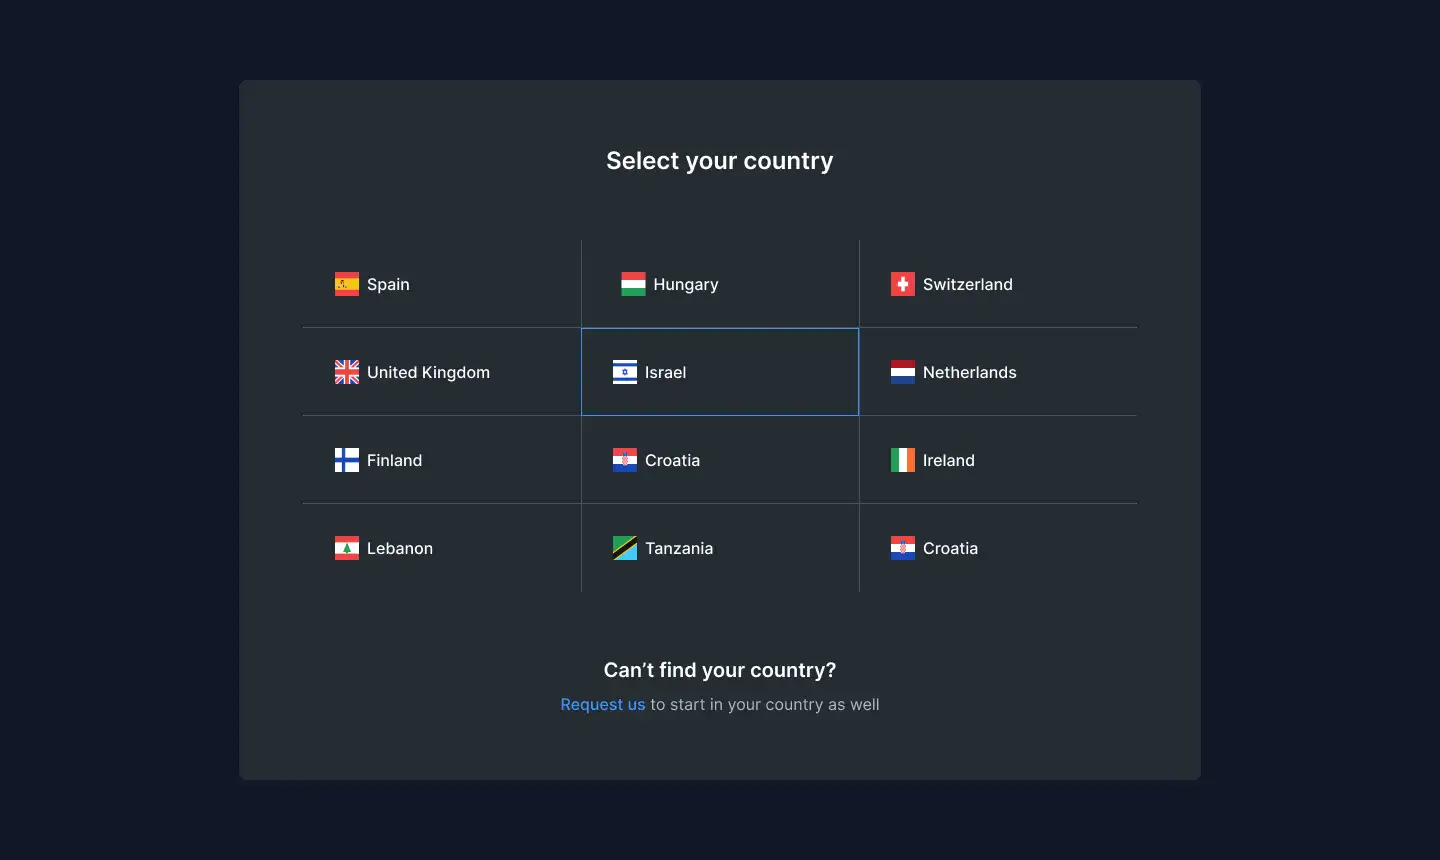 Select your country
Spain
Hungary
Switzerland
United Kingdom
Israel
Netherlands
Finland
Croatia
Ireland
Lebanon
Tanzania
Croatia
Can’t find your country?
Request us to start in your country as well